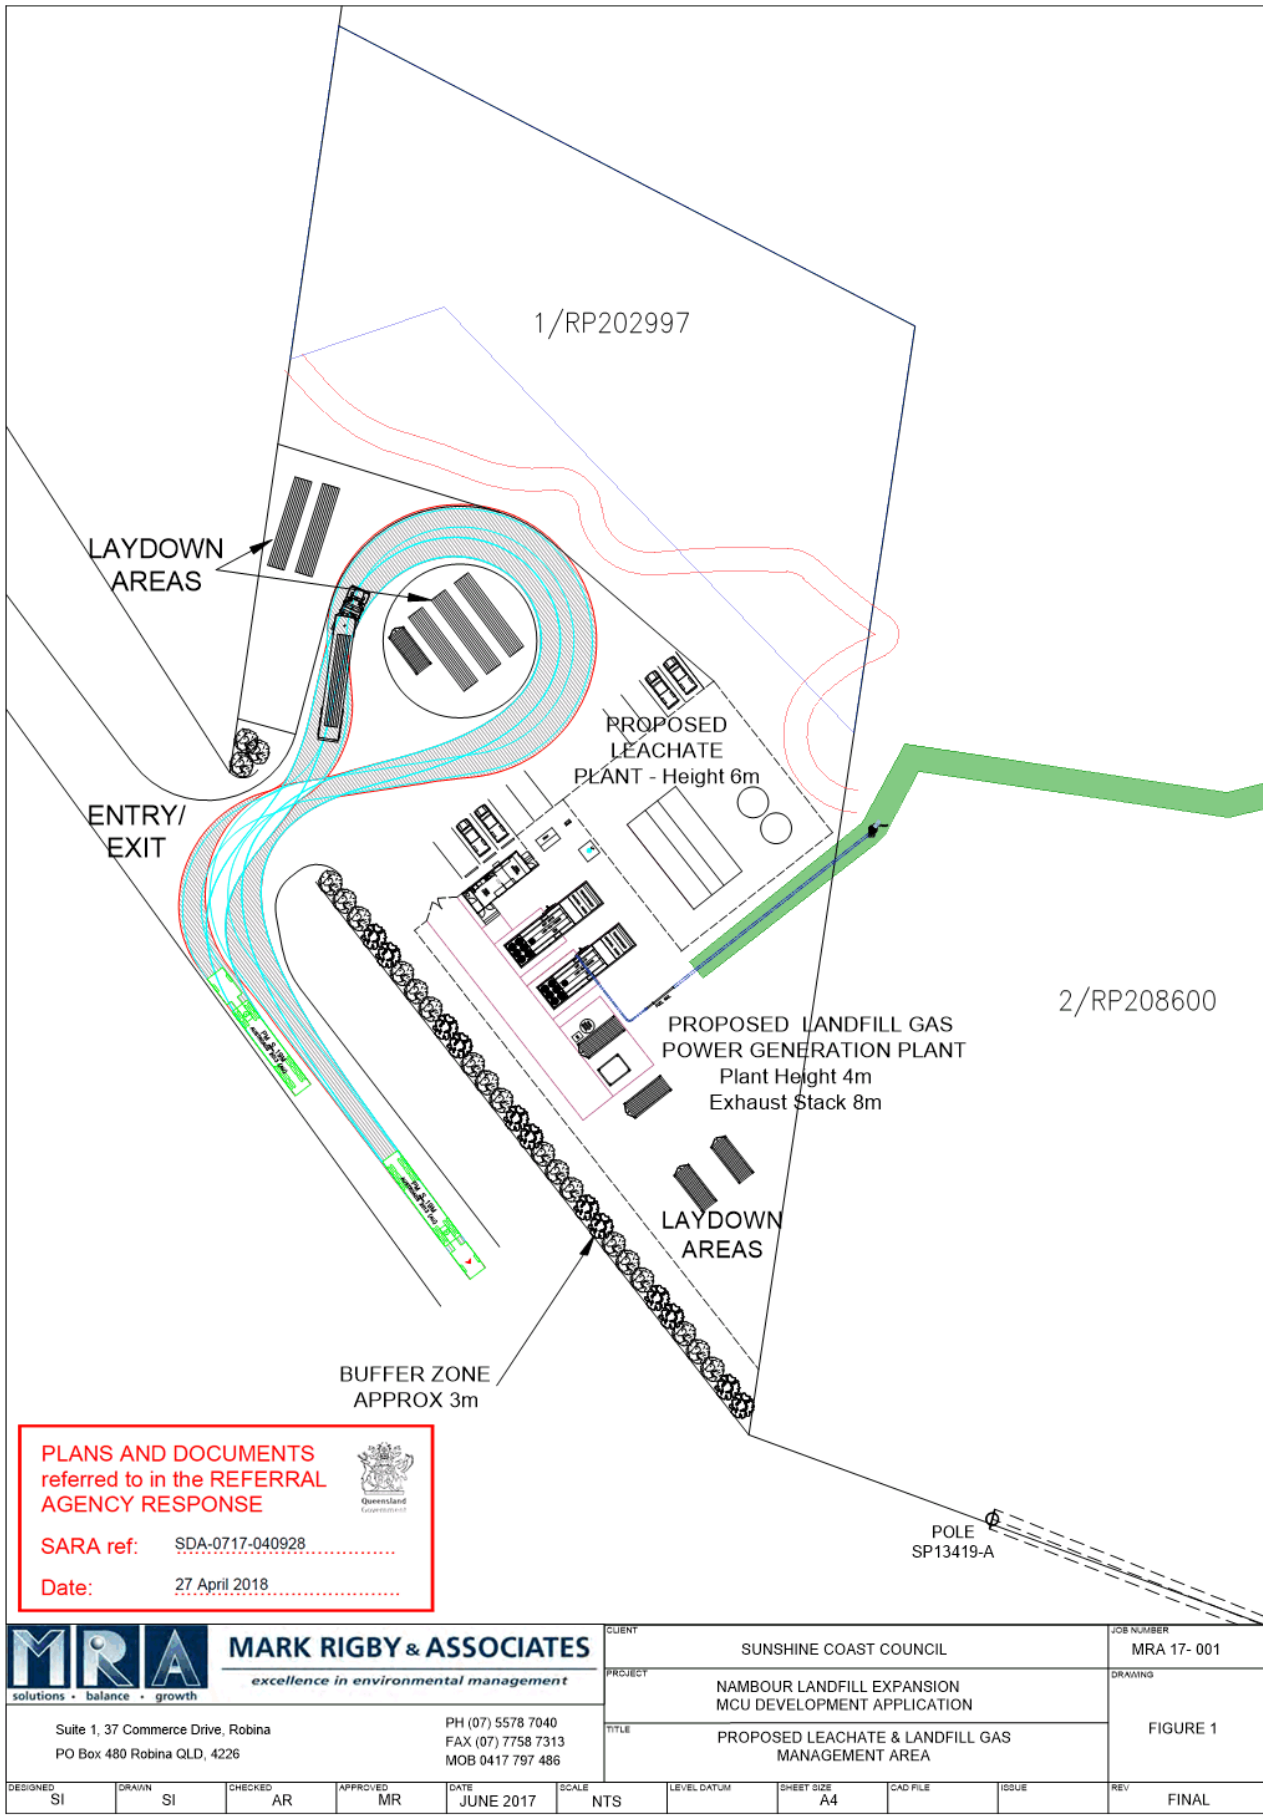 1/RP202997
LAYDOWN
AREAS
PROPOSED
LEACHATE
PLANT - Height 6m
ENTRY/
EXIT
2/RP208600
PROPOSED LANDFILL GAS
POWER GENERATION PLANT
Plant Height 4m
Exhaust Stack 8m
LAYDOWN
AREAS
BUFFER ZONE
APPROX 3m
PLANS AND DOCUMENTS
referred to in the REFERRAL
AGENCY RESPONSE
Queensland
Government
SARA ref: SDA-0717-040928
Date: 27 April 2018
POLE
SP13419-A
MRA
solutions • balance • growth
MARK RIGBY & ASSOCIATES
excellence in environmental management
Suite 1, 37 Commerce Drive, Robina
PO Box 480 Robina QLD, 4226
PH (07) 5578 7040
FAX (07) 7758 7313
MOB 0417 797 486
CLIENT
SUNSHINE COAST COUNCIL
JOB NUMBER
MRA 17- 001
PROJECT
NAMBOUR LANDFILL EXPANSION
MCU DEVELOPMENT APPLICATION
DRAWING
FIGURE 1
TITLE
PROPOSED LEACHATE & LANDFILL GAS
MANAGEMENT AREA
DESIGNED
SI
DRAWN
SI
CHECKED
AR
APPROVED
MR
DATE
JUNE 2017
SCALE
NTS
LEVEL DATUM
SHEET SIZE
A4
CAD FILE
ISSUE
REV
FINAL